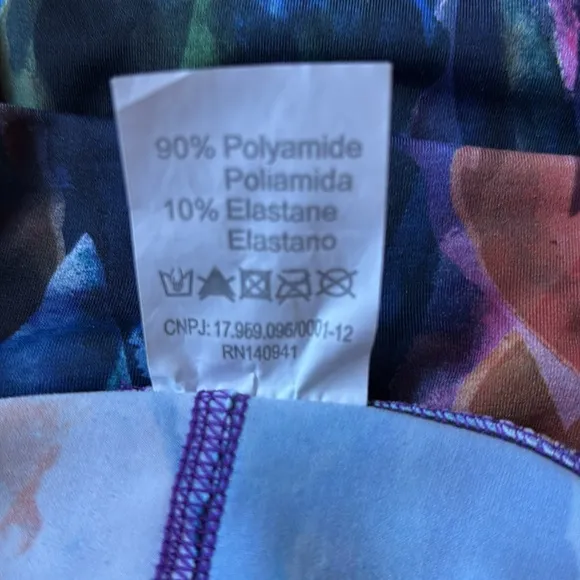 90% Polyamide
Poliamida
10% Elastane
Elastano
CNPJ: 17.969.096/0001-12
RN140941